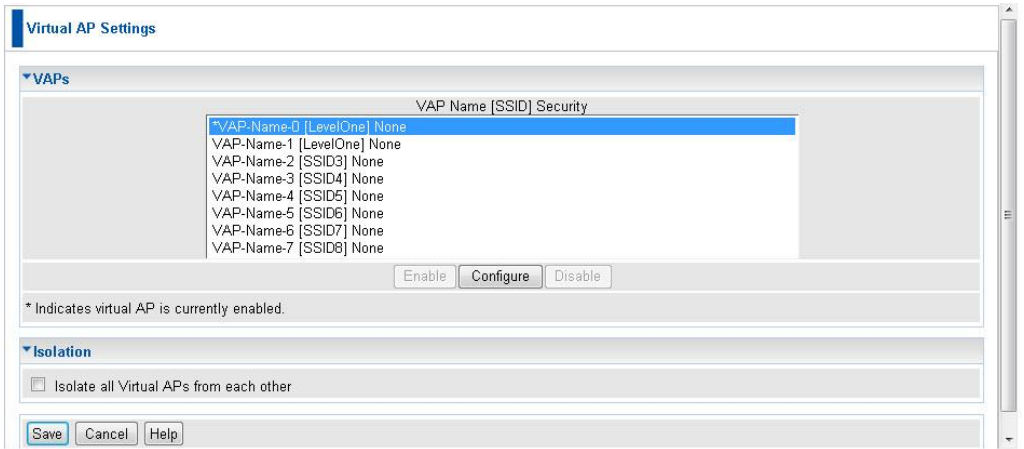 Virtual AP Settings
VAPs
VAP Name [SSID] Security
*VAP-Name-0 [LevelOne] None
VAP-Name-1 [LevelOne] None
VAP-Name-2 [SSID3] None
VAP-Name-3 [SSID4] None
VAP-Name-4 [SSID5] None
VAP-Name-5 [SSID6] None
VAP-Name-6 [SSID7] None
VAP-Name-7 [SSID8] None
Enable Configure Disable
* Indicates virtual AP is currently enabled.
Isolation
Isolate all Virtual APs from each other
Save Cancel Help